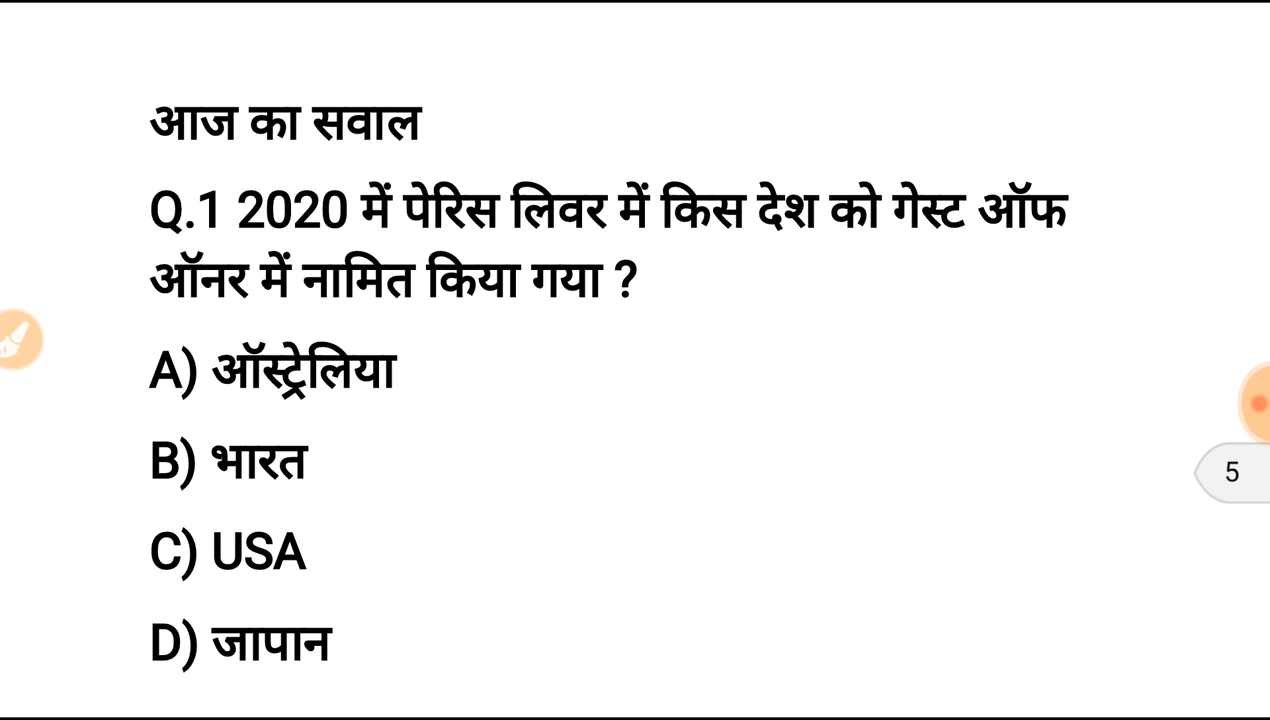 आज का सवाल
Q.1 2020 में पेरिस लिवर में किस देश को गेस्ट ऑफ
ऑनर में नामित किया गया ?
A) ऑस्ट्रेलिया
B) भारत
C) USA
D) जापान
5